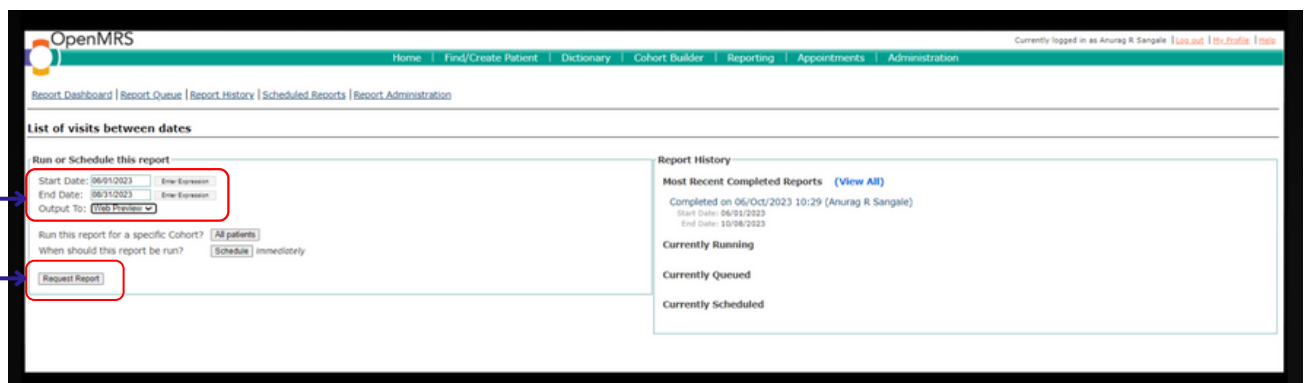 OpenMRS
Currently logged in as Anurag R Sangale | Log out | My Profile | Help
Home | Find/Create Patient | Dictionary | Cohort Builder | Reporting | Appointments | Administration
Report Dashboard | Report Queue | Report History | Scheduled Reports | Report Administration
List of visits between dates
Run or Schedule this report
Start Date: 06/01/2023 Enter Expression
End Date: 08/31/2023 Enter Expression
Output To: Web Preview
Run this report for a specific Cohort? All patients
When should this report be run? Schedule Immediately
Request Report
Report History
Most Recent Completed Reports (View All)
Completed on 06/Oct/2023 10:29 (Anurag R Sangale)
Start Date: 06/01/2023
End Date: 10/08/2023
Currently Running
Currently Queued
Currently Scheduled